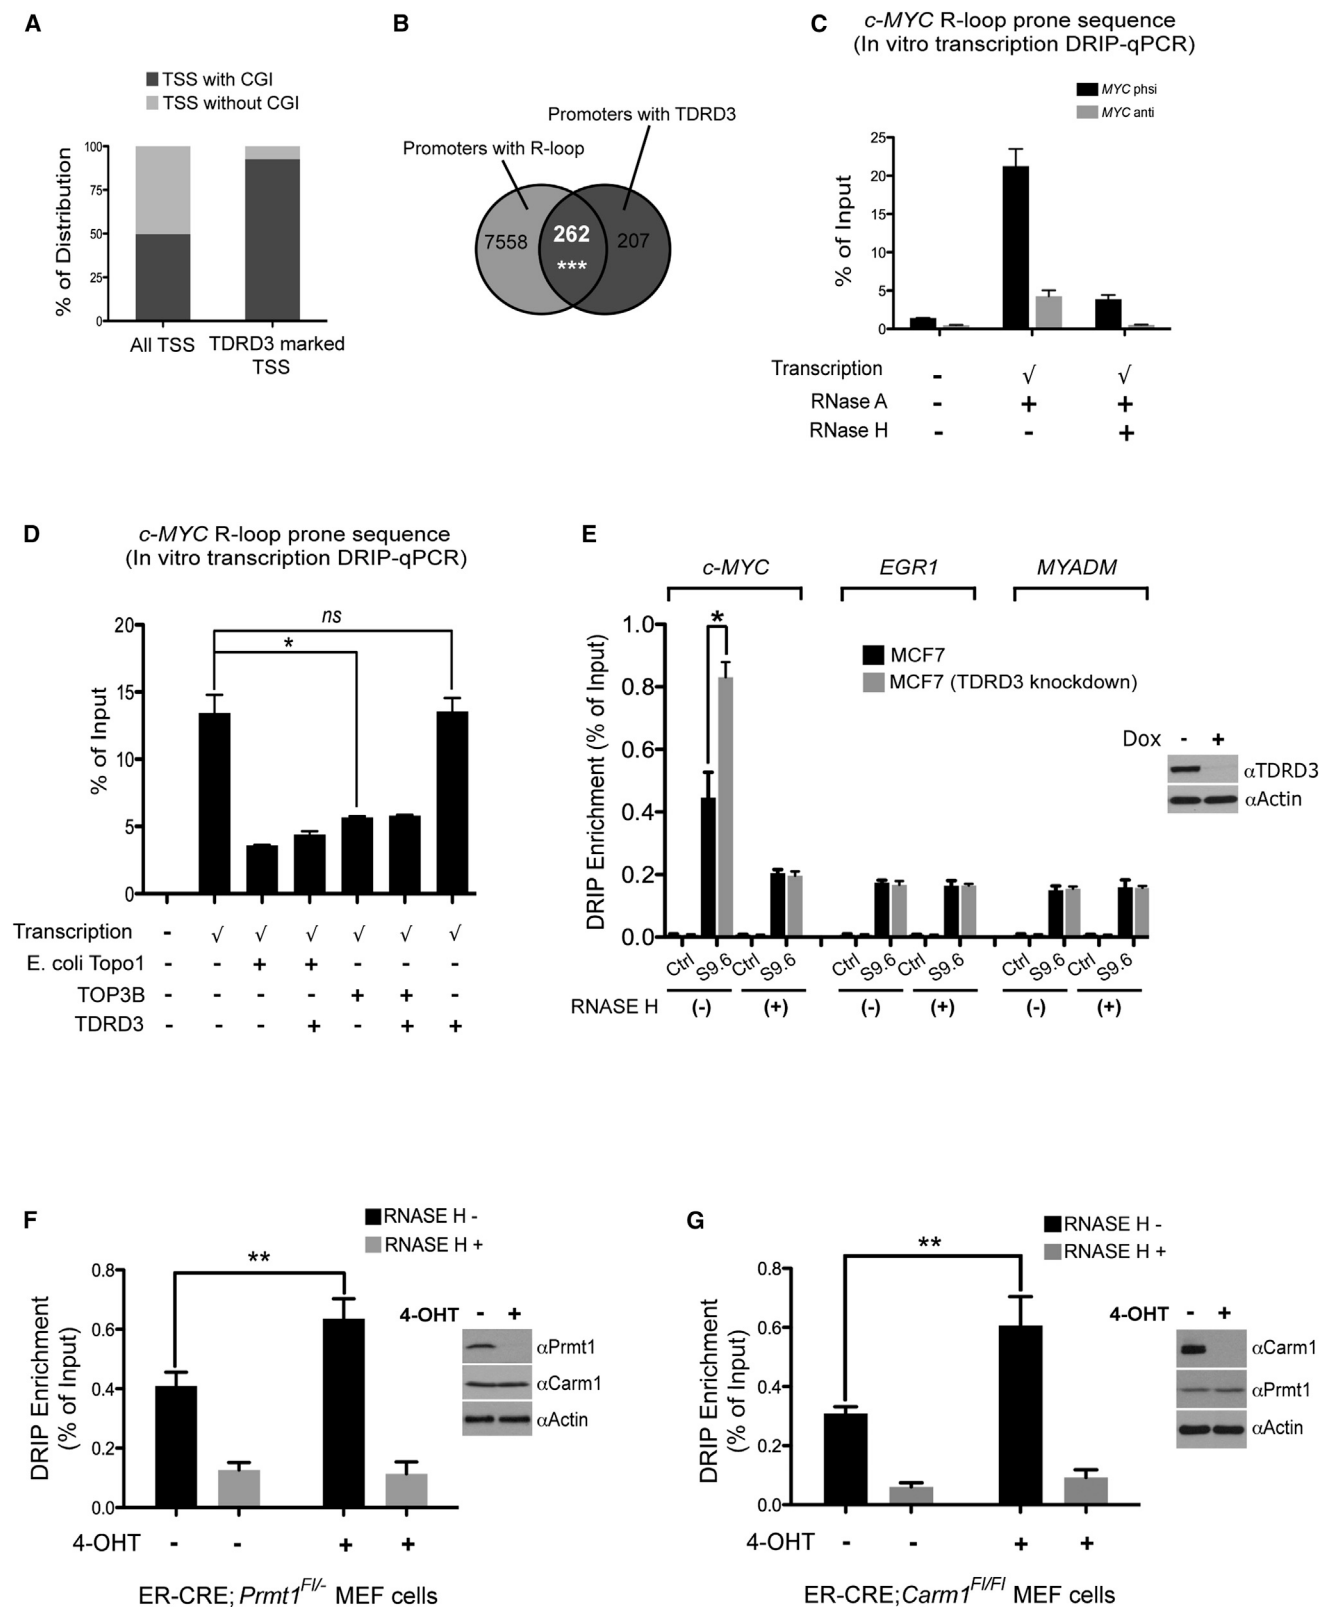 A
TSS with CGI
TSS without CGI
% of Distribution
100
75
50
25
0
All TSS
TDRD3 marked
TSS
B
Promoters with TDRD3
Promoters with R-loop
7558
262
207
***
C
c-MYC R-loop prone sequence
(In vitro transcription DRIP-qPCR)
MYC phsi
MYC anti
% of Input
25
20
15
10
5
0
Transcription - √ √
RNase A - + +
RNase H - - +
D
c-MYC R-loop prone sequence
(In vitro transcription DRIP-qPCR)
ns
*
% of Input
20
15
10
5
0
Transcription - √ √ √ √ √ √
E. coli Topo1 - - + + - - -
TOP3B - - - - + + -
TDRD3 - - - + - + +
E
c-MYC EGR1 MYADM
*
MCF7
MCF7 (TDRD3 knockdown)
DRIP Enrichment (% of Input)
1.0
0.8
0.6
0.4
0.2
0.0
Ctrl S9.6 Ctrl S9.6 Ctrl S9.6 Ctrl S9.6 Ctrl S9.6 Ctrl S9.6
RNASE H (-) (+) (-) (+) (-) (+)
Dox - +
αTDRD3
αActin
F
RNASE H -
RNASE H +
**
DRIP Enrichment
(% of Input)
0.8
0.6
0.4
0.2
0.0
4-OHT - - + +
ER-CRE; Prmt1Fl/- MEF cells
4-OHT - +
αPrmt1
αCarm1
αActin
G
RNASE H -
RNASE H +
**
DRIP Enrichment
(% of Input)
0.8
0.6
0.4
0.2
0.0
4-OHT - - + +
ER-CRE;Carm1Fl/Fl MEF cells
4-OHT - +
αCarm1
αPrmt1
αActin